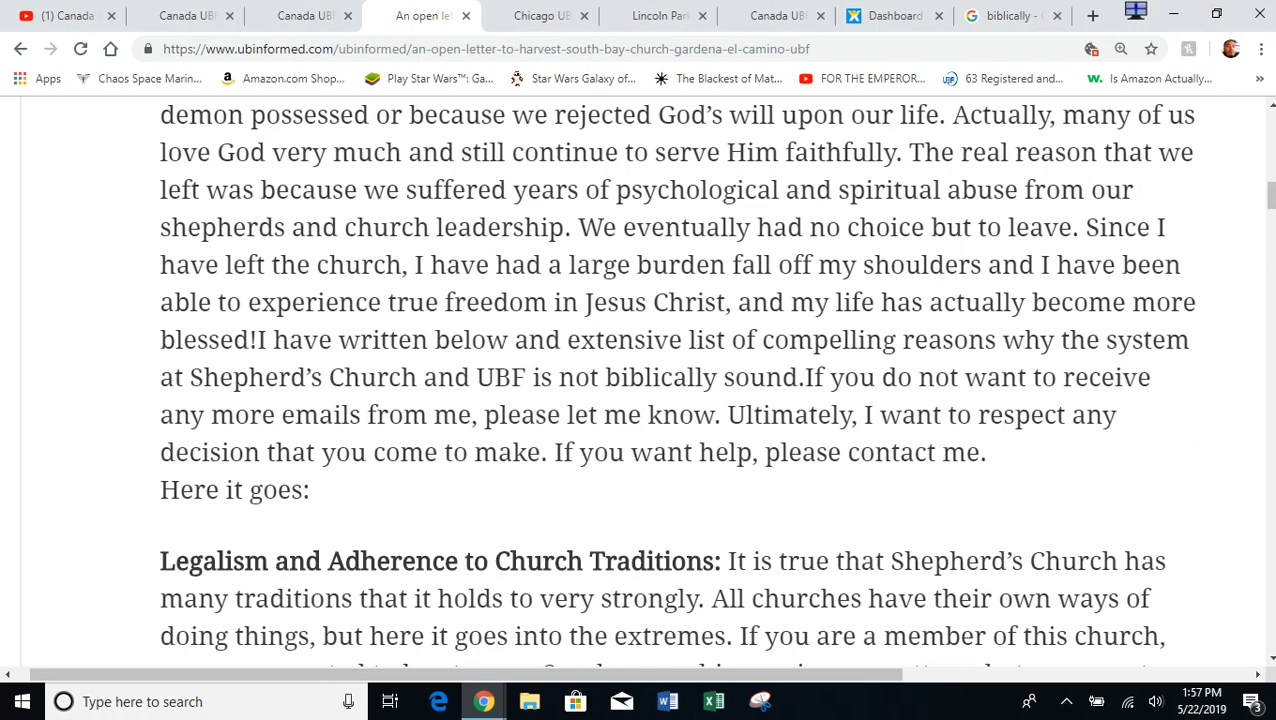 (1) Canada Canada UBF Canada UBF An open let Chicago UBF Lincoln Park Canada UBF Dashboard biblically - G
https://www.ubinformed.com/ubinformed/an-open-letter-to-harvest-south-bay-church-gardena-el-camino-ubf
Apps Chaos Space Marin... Amazon.com Shop... Play Star Wars™: Ga... Star Wars Galaxy of... The Blackest of Mat... FOR THE EMPEROR... 63 Registered and... Is Amazon Actually... »
demon possessed or because we rejected God's will upon our life. Actually, many of us
love God very much and still continue to serve Him faithfully. The real reason that we
left was because we suffered years of psychological and spiritual abuse from our
shepherds and church leadership. We eventually had no choice but to leave. Since I
have left the church, I have had a large burden fall off my shoulders and I have been
able to experience true freedom in Jesus Christ, and my life has actually become more
blessed!I have written below and extensive list of compelling reasons why the system
at Shepherd's Church and UBF is not biblically sound.If you do not want to receive
any more emails from me, please let me know. Ultimately, I want to respect any
decision that you come to make. If you want help, please contact me.
Here it goes:
Legalism and Adherence to Church Traditions: It is true that Shepherd's Church has
many traditions that it holds to very strongly. All churches have their own ways of
doing things, but here it goes into the extremes. If you are a member of this church,
Type here to search
1:57 PM
5/22/2019
3